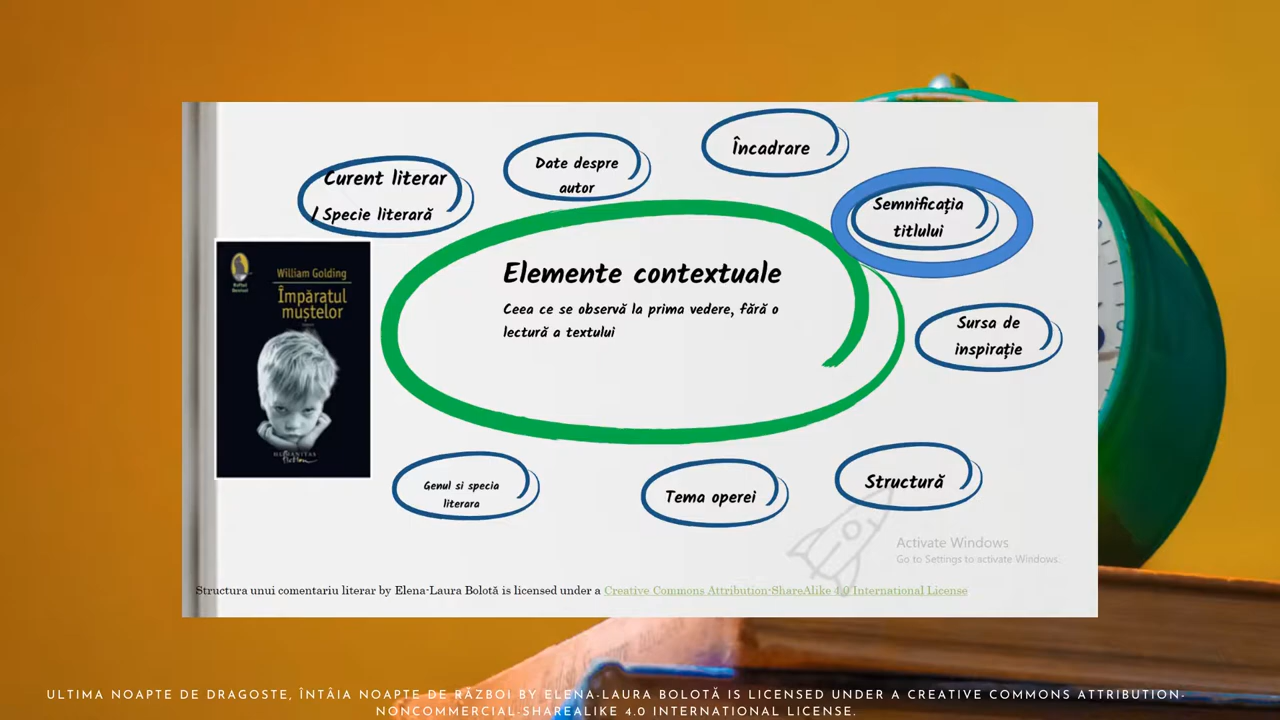 Încadrare
Date despre
autor
Curent literar
/ Specie literară
Semnificația
titlului
William Golding
Împăratul
muștelor
Elemente contextuale
Ceea ce se observă la prima vedere, fără o
lectură a textului
Sursa de
inspirație
HUMANITAS
fiction
Genul si specia
literara
Tema operei
Structură
Activate Windows
Go to Settings to activate Windows.
Structura unui comentariu literar by Elena-Laura Bolotă is licensed under a Creative Commons Attribution-ShareAlike 4.0 International License
ULTIMA NOAPTE DE DRAGOSTE, ÎNTÂIA NOAPTE DE RĂZBOI BY ELENA-LAURA BOLOTĂ IS LICENSED UNDER A CREATIVE COMMONS ATTRIBUTION-
NONCOMMERCIAL-SHAREALIKE 4.0 INTERNATIONAL LICENSE.